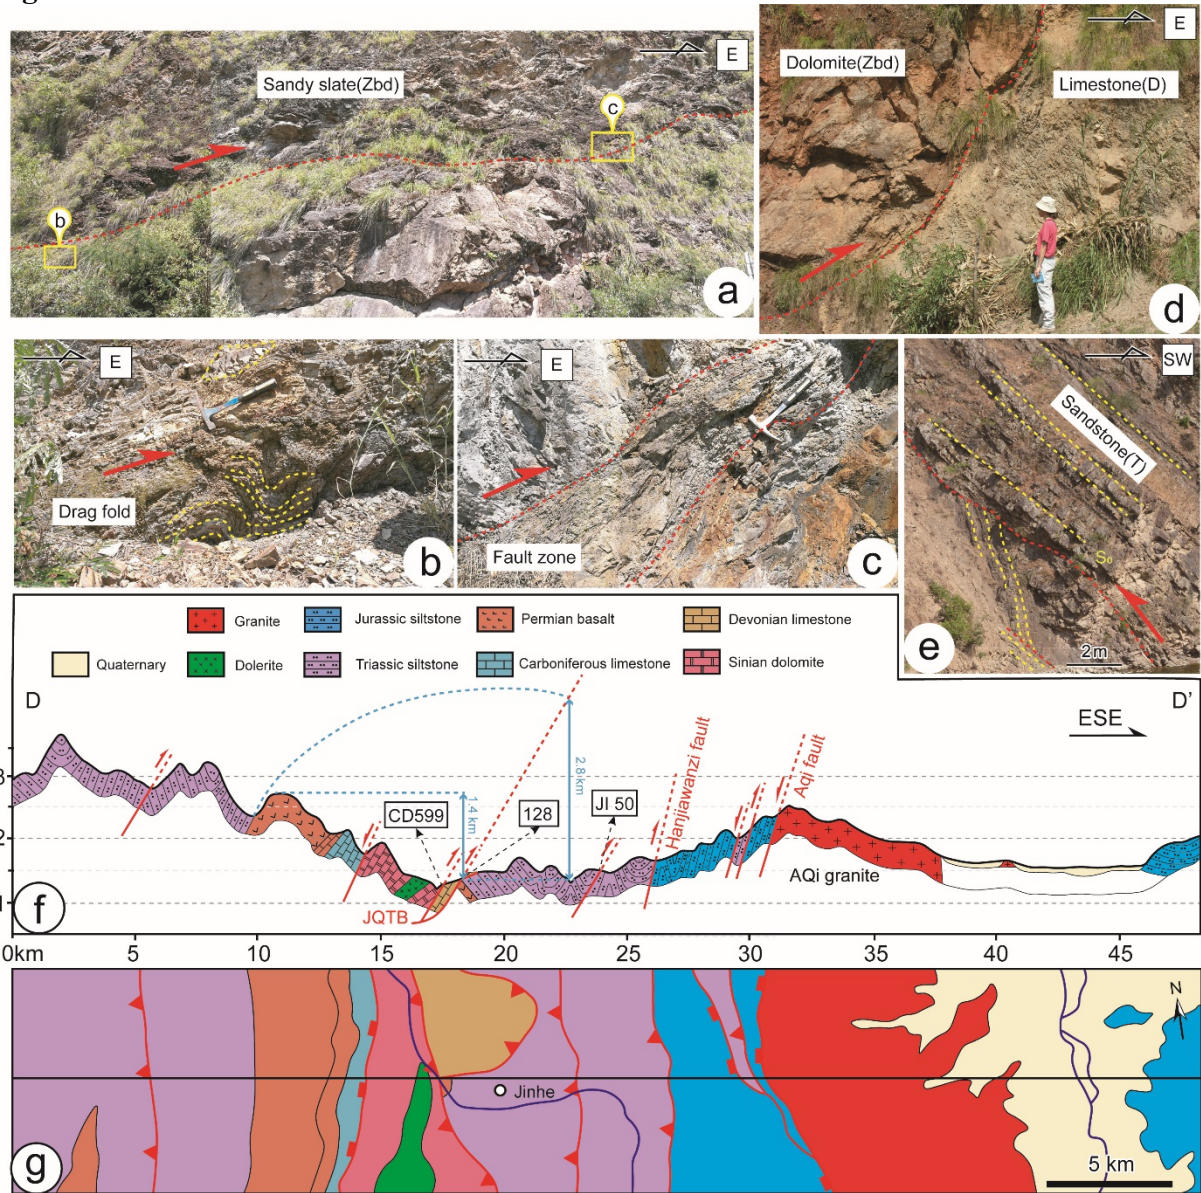 E
Sandy slate(Zbd)
c
b
a
E
Dolomite(Zbd)
Limestone(D)
d
E
Drag fold
b
E
Fault zone
c
SW
Sandstone(T)
S₀
e
2 m
Granite
Jurassic siltstone
Permian basalt
Devonian limestone
Quaternary
Dolerite
Triassic siltstone
Carboniferous limestone
Sinian dolomite
D
D'
ESE
3
2
1
2.8 km
1.4 km
CD599
128
JI 50
Hanjiawanzi fault
Aqi fault
AQi granite
JQTB
f
0km
5
10
15
20
25
30
35
40
45
N
Jinhe
5 km
g